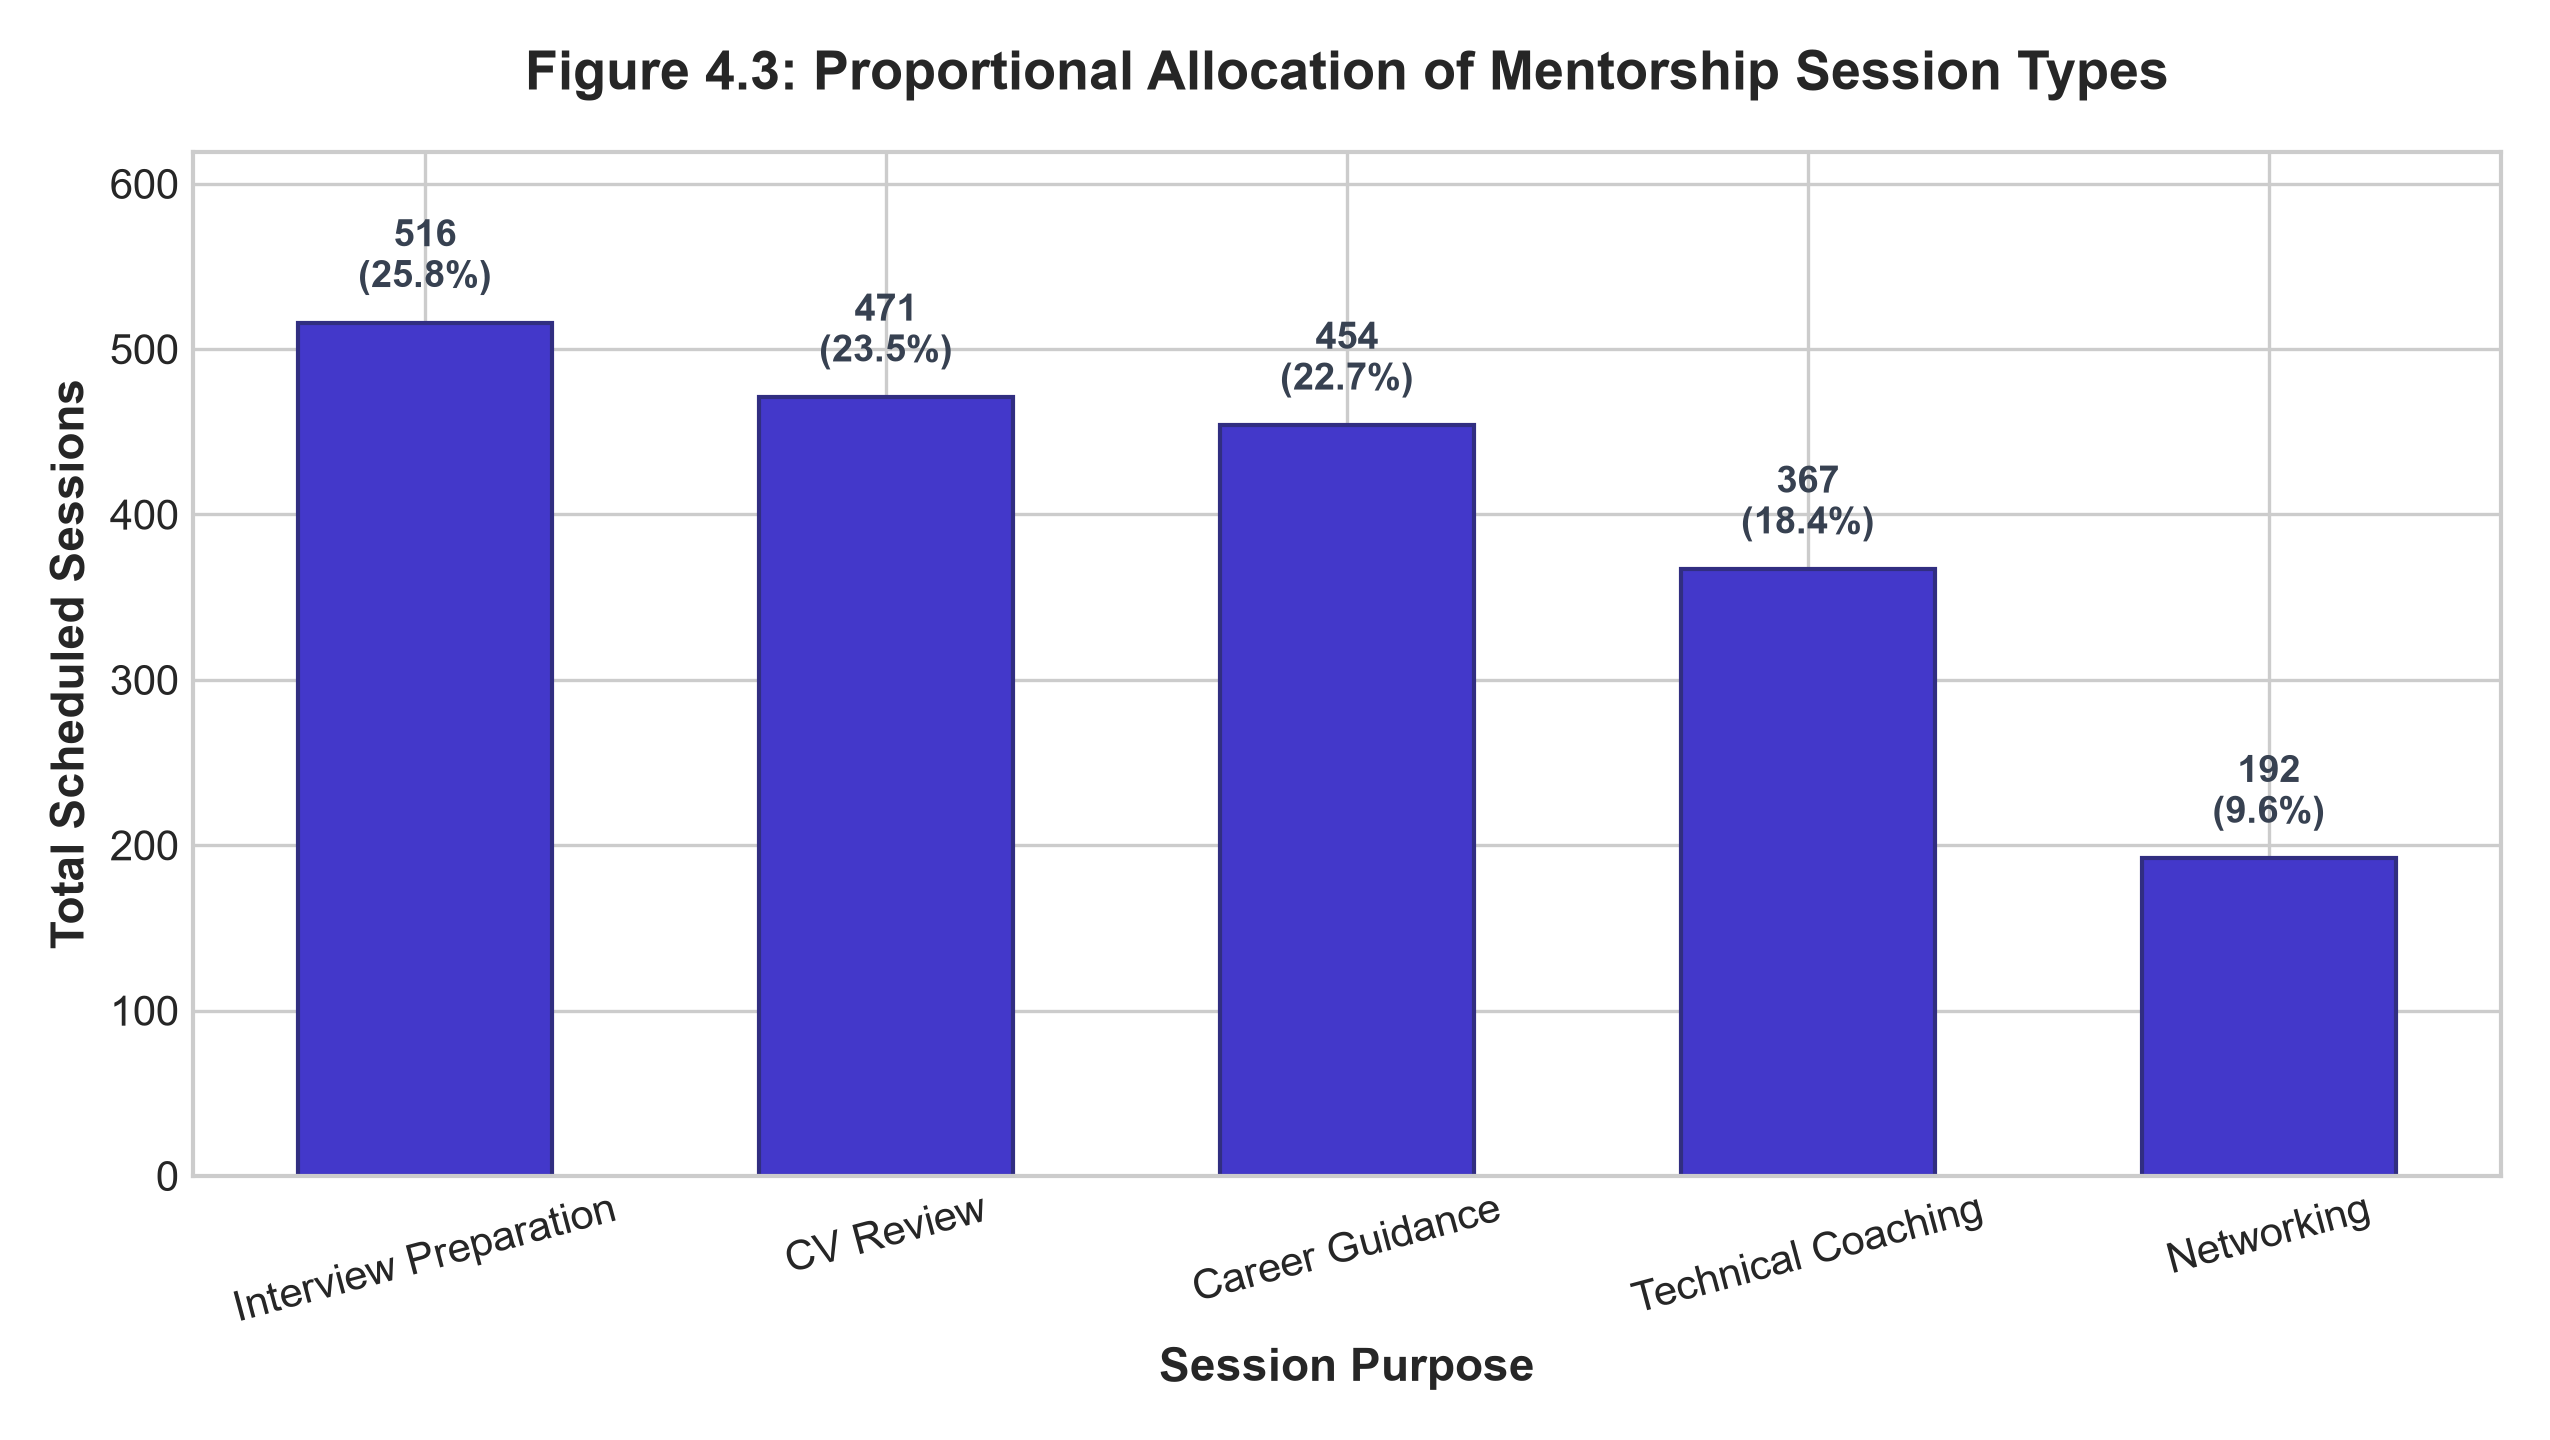 Figure 4.3: Proportional Allocation of Mentorship Session Types
Total Scheduled Sessions
600
500
400
300
200
100
0
516
(25.8%)
471
(23.5%)
454
(22.7%)
367
(18.4%)
192
(9.6%)
Interview Preparation
CV Review
Career Guidance
Technical Coaching
Networking
Session Purpose